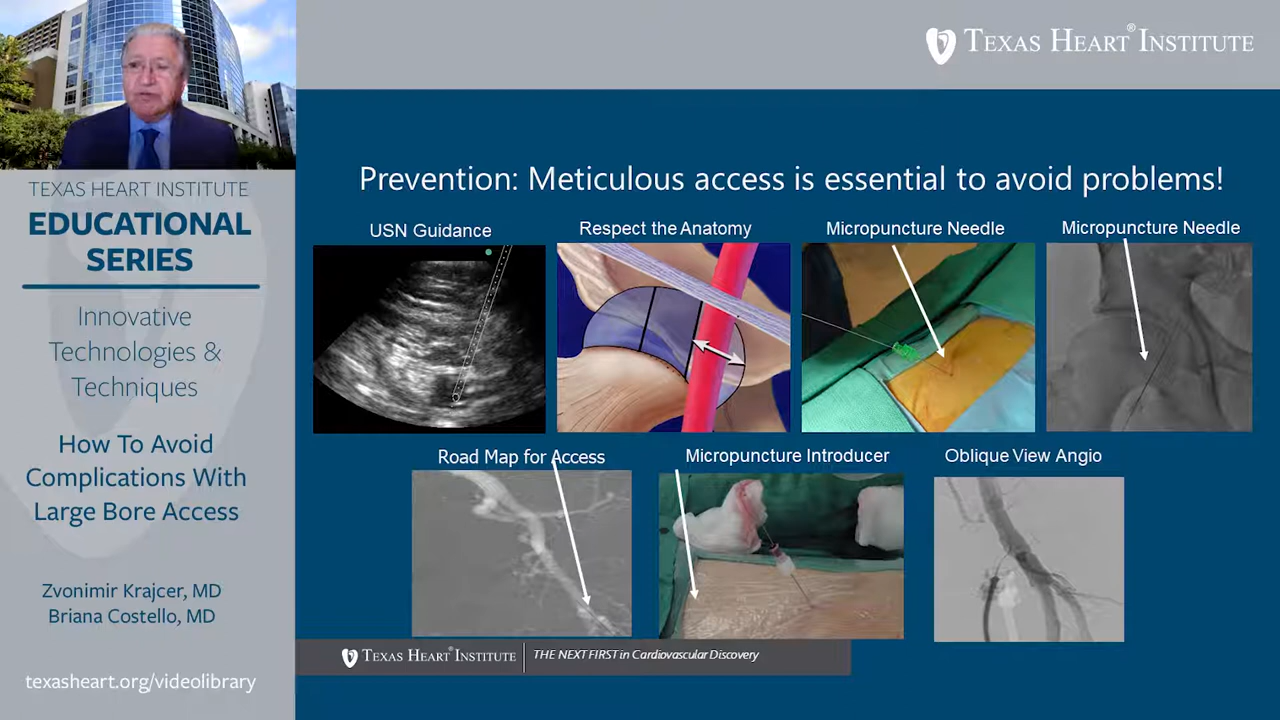 TEXAS HEART® INSTITUTE
TEXAS HEART INSTITUTE
EDUCATIONAL
SERIES
Innovative
Technologies &
Techniques
How To Avoid
Complications With
Large Bore Access
Zvonimir Krajcer, MD
Briana Costello, MD
texasheart.org/videolibrary
Prevention: Meticulous access is essential to avoid problems!
USN Guidance
Respect the Anatomy
Micropuncture Needle
Micropuncture Needle
Road Map for Access
Micropuncture Introducer
Oblique View Angio
TEXAS HEART® INSTITUTE
THE NEXT FIRST in Cardiovascular Discovery